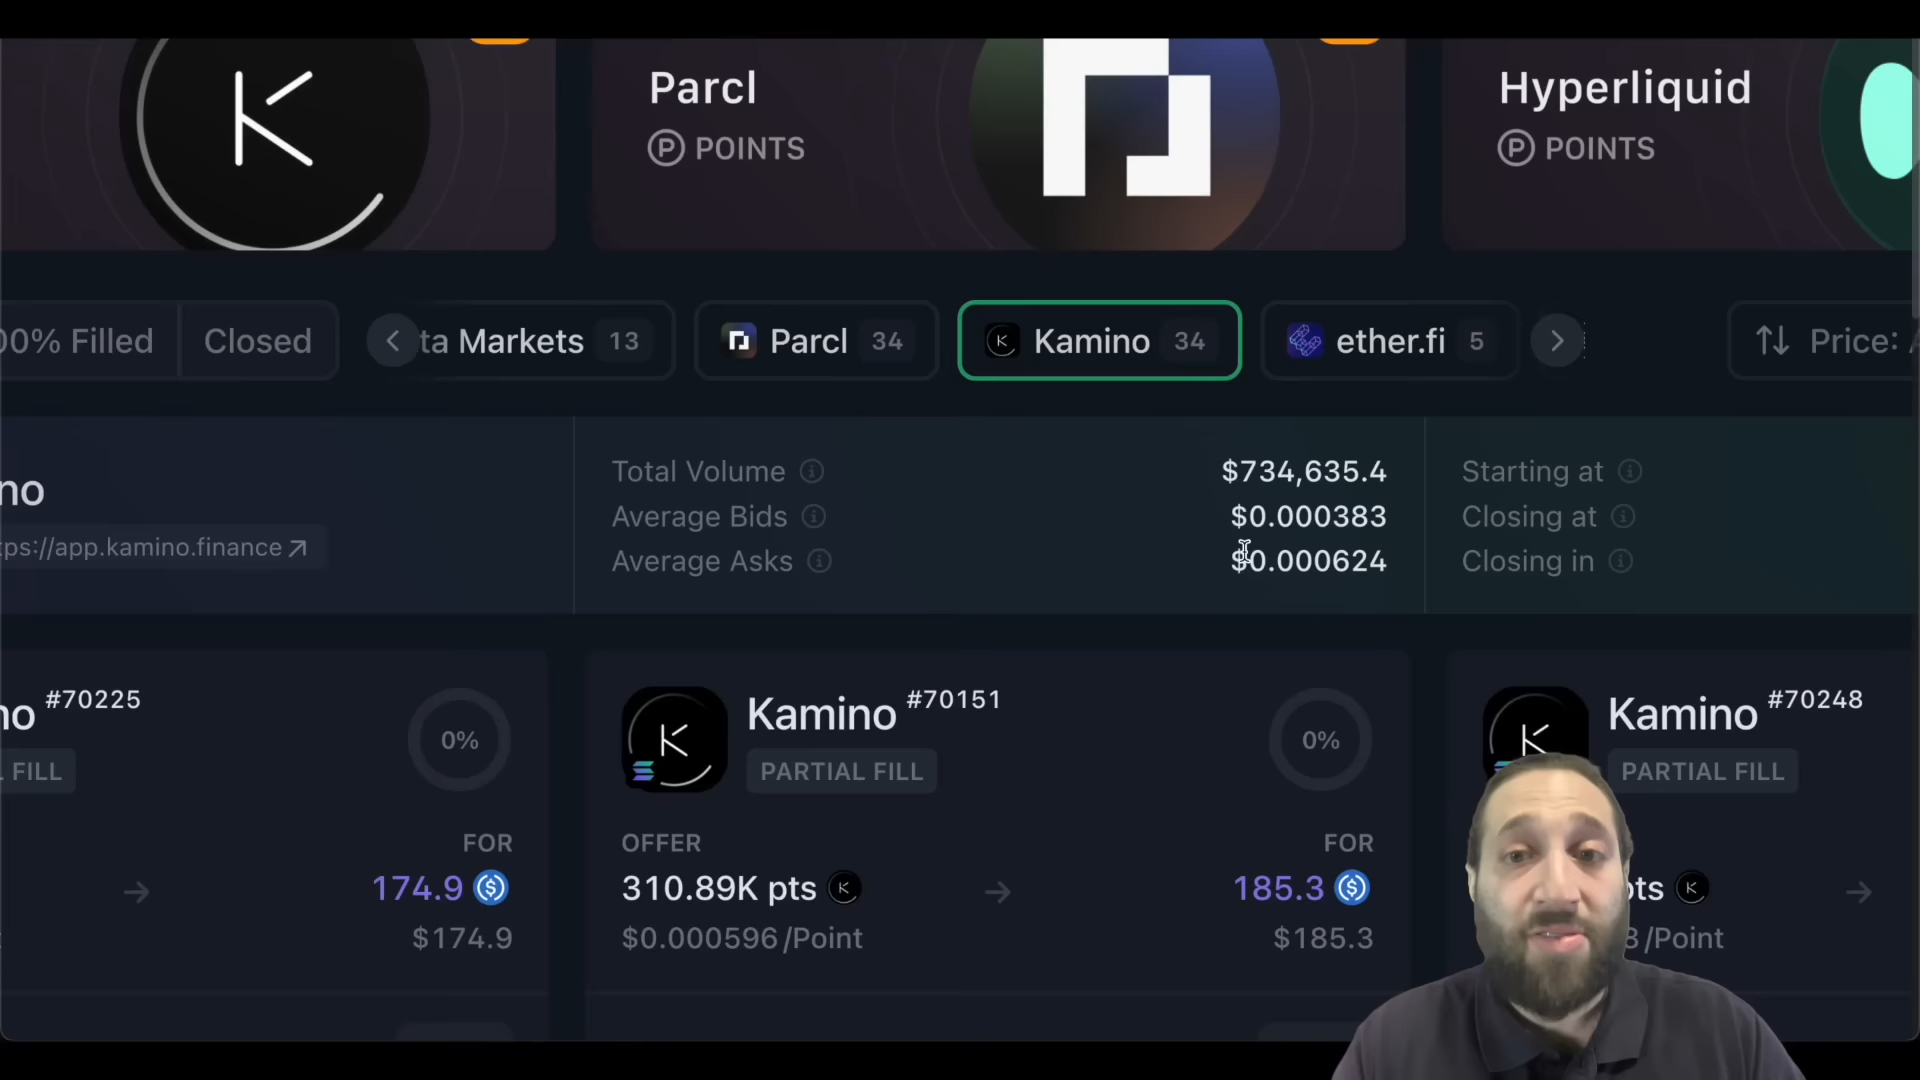 Parcl
POINTS
Hyperliquid
POINTS
00% Filled
Closed
ta Markets 13
Parcl 34
Kamino 34
ether.fi 5
Price:
no
tps://app.kamino.finance
Total Volume $734,635.4
Average Bids $0.000383
Average Asks $0.000624
Starting at
Closing at
Closing in
no #70225
0%
FILL
FOR
174.9
$174.9
Kamino #70151
0%
PARTIAL FILL
OFFER
FOR
310.89K pts
185.3
$0.000596/Point
$185.3
Kamino #70248
PARTIAL FILL
pts
/Point